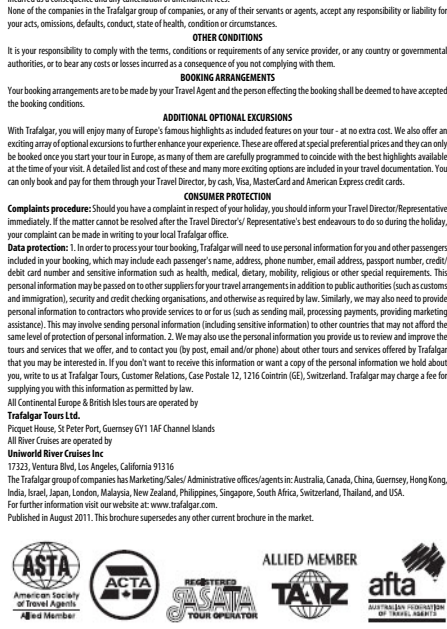 your acts, omissions, defaults, conduct, state of health, condition or circumstances.
None of the companies in the Trafalgar group of companies, or any of their servants or agents, accept any responsibility or liability for
OTHER CONDITIONS
It is your responsibility to comply with the terms, conditions or requirements of any service provider, or any country or governmental
authorities, or to bear any costs or losses incurred as a consequence of you not complying with them.
BOOKING ARRANGEMENTS
Your booking arrangements are to be made by your Travel Agent and the person effecting the booking shall be deemed to have accepted
the booking conditions.
ADDITIONAL OPTIONAL EXCURSIONS
With Trafalgar, you will enjoy many of Europe's famous highlights as included features on your tour - at no extra cost. We also offer an
exciting array of optional excursions to further enhance your experience. These are offered at special preferential prices and they can only
be booked once you start your tour in Europe, as many of them are carefully programmed to coincide with the best highlights available
at the time of your visit. A detailed list and cost of these and many more exciting options are included in your travel documentation. You
can only book and pay for them through your Travel Director, by cash, Visa, MasterCard and American Express credit cards.
CONSUMER PROTECTION
Complaints procedure: Should you have a complaint in respect of your holiday, you should inform your Travel Director/Representative
immediately. If the matter cannot be resolved after the Travel Director's/ Representative's best endeavours to do so during the holiday,
your complaint can be made in writing to your local Trafalgar office.
Data protection: 1. In order to process your tour booking, Trafalgar will need to use personal information for you and other passengers
included in your booking, which may include each passenger's name, address, phone number, email address, passport number, credit/
debit card number and sensitive information such as health, medical, dietary, mobility, religious or other special requirements. This
personal information may be passed on to other suppliers for your travel arrangements in addition to public authorities (such as customs
and immigration), security and credit checking organisations, and otherwise as required by law. Similarly, we may also need to provide
personal information to contractors who provide services to or for us (such as sending mail, processing payments, providing marketing
assistance). This may involve sending personal information (including sensitive information) to other countries that may not afford the
same level of protection of personal information. 2. We may also use the personal information you provide us to review and improve the
tours and services that we offer, and to contact you (by post, email and/or phone) about other tours and services offered by Trafalgar
that you may be interested in. If you don't want to receive this information or want a copy of the personal information we hold about
you, write to us at Trafalgar Tours, Customer Relations, Case Postale 12, 1216 Cointrin (GE), Switzerland. Trafalgar may charge a fee for
supplying you with this information as permitted by law.
All Continental Europe & British Isles tours are operated by
Trafalgar Tours Ltd.
Picquet House, St Peter Port, Guernsey GY1 1AF Channel Islands
All River Cruises are operated by
Uniworld River Cruises Inc
17323, Ventura Blvd, Los Angeles, California 91316
The Trafalgar group of companies has Marketing/Sales/ Administrative offices/agents in: Australia, Canada, China, Guernsey, Hong Kong,
India, Israel, Japan, London, Malaysia, New Zealand, Philippines, Singapore, South Africa, Switzerland, Thailand, and USA.
For further information visit our website at: www.trafalgar.com.
Published in August 2011. This brochure supersedes any other current brochure in the market.
ASTA
American Society
of Travel Agents
Allied Member
ACTA
REGISTERED
ASATA
TOUR OPERATOR
ALLIED MEMBER
TAANZ
afta
AUSTRALIAN FEDERATION
OF TRAVEL AGENTS